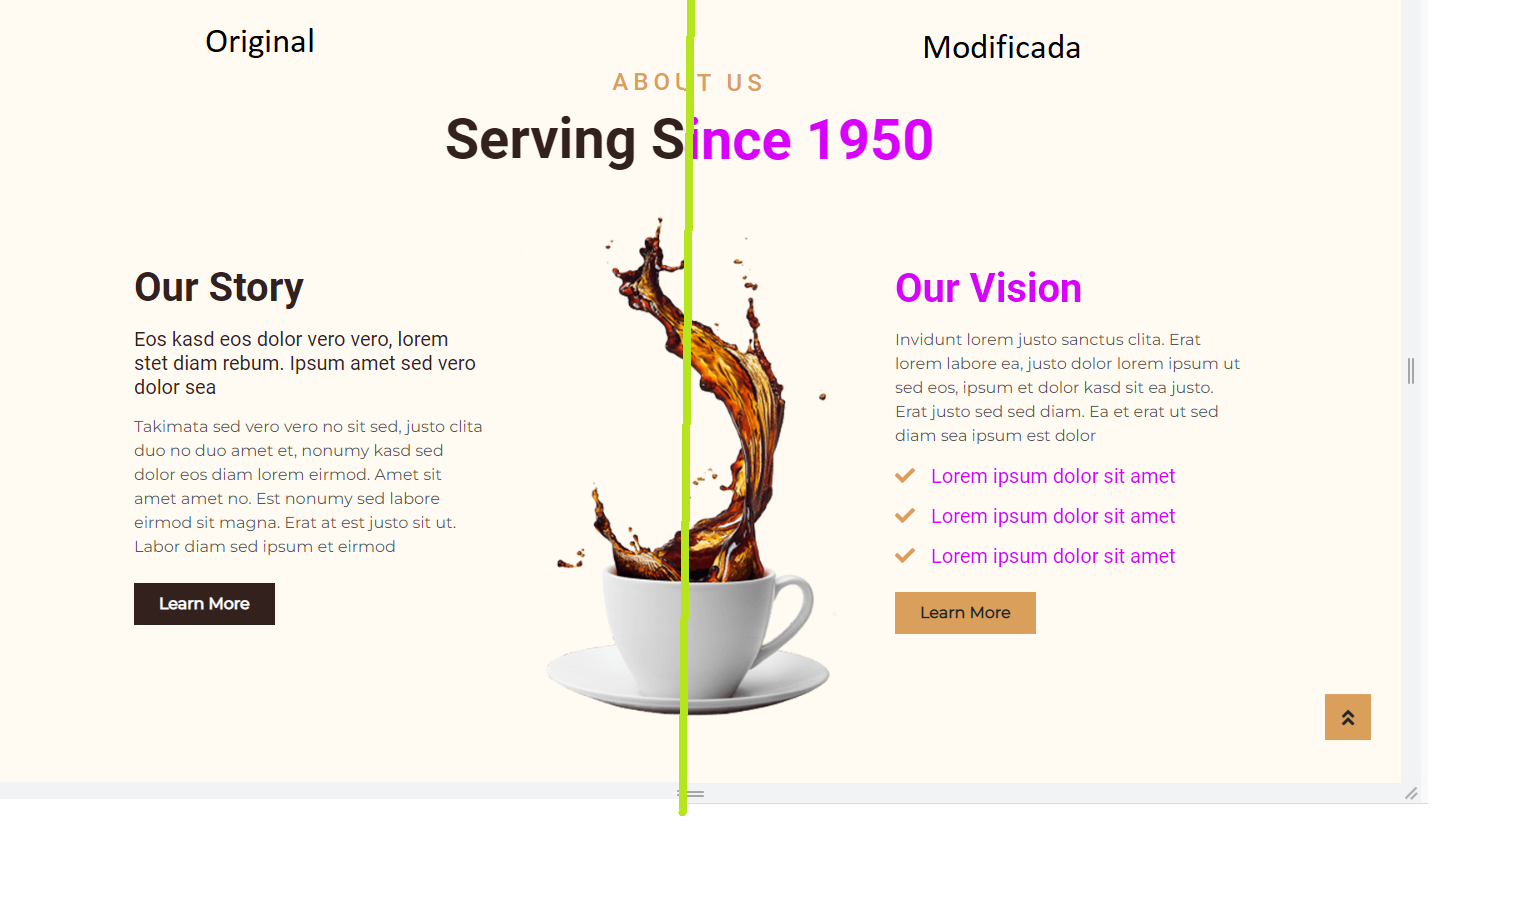 Original
Modificada
ABOUT US
Serving Since 1950
Our Story
Eos kasd eos dolor vero vero, lorem
stet diam rebum. Ipsum amet sed vero
dolor sea
Takimata sed vero vero no sit sed, justo clita
duo no duo amet et, nonumy kasd sed
dolor eos diam lorem eirmod. Amet sit
amet amet no. Est nonumy sed labore
eirmod sit magna. Erat at est justo sit ut.
Labor diam sed ipsum et eirmod
Learn More
Our Vision
Invidunt lorem justo sanctus clita. Erat
lorem labore ea, justo dolor lorem ipsum ut
sed eos, ipsum et dolor kasd sit ea justo.
Erat justo sed sed diam. Ea et erat ut sed
diam sea ipsum est dolor
Lorem ipsum dolor sit amet
Lorem ipsum dolor sit amet
Lorem ipsum dolor sit amet
Learn More